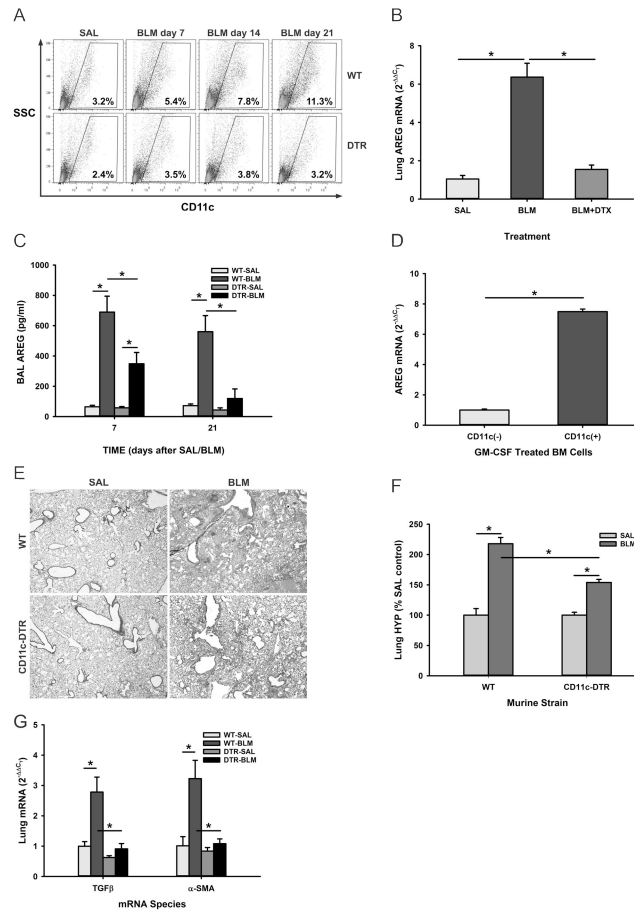 A
SAL BLM day 7 BLM day 14 BLM day 21
3.2% 5.4% 7.8% 11.3% WT
SSC
2.4% 3.5% 3.8% 3.2% DTR
CD11c
B
Lung AREG mRNA (2-ΔΔCT)
8
6
4
2
0
* *
SAL BLM BLM+DTX
Treatment
C
BAL AREG (pg/ml)
1000
800
600
400
200
0
WT-SAL
WT-BLM
DTR-SAL
DTR-BLM
* * *
* *
7 21
TIME (days after SAL/BLM)
D
AREG mRNA (2-ΔΔCT)
10
8
6
4
2
0
*
CD11c(-) CD11c(+)
GM-CSF Treated BM Cells
E
SAL BLM
WT
CD11c-DTR
F
Lung HYP (% SAL control)
250
200
150
100
50
0
SAL
BLM
* * *
WT CD11c-DTR
Murine Strain
G
Lung mRNA (2-ΔΔCT)
5
4
3
2
1
0
WT-SAL
WT-BLM
DTR-SAL
DTR-BLM
* *
* *
TGFβ α-SMA
mRNA Species